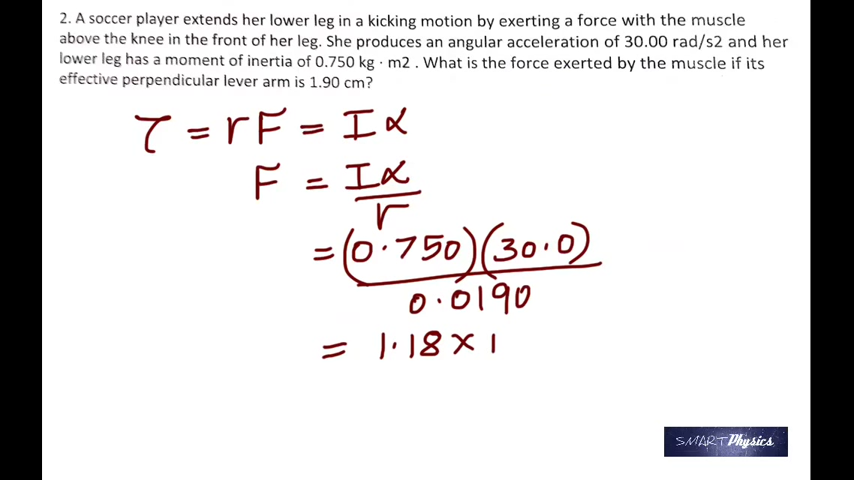 2. A soccer player extends her lower leg in a kicking motion by exerting a force with the muscle
above the knee in the front of her leg. She produces an angular acceleration of 30.00 rad/s2 and her
lower leg has a moment of inertia of 0.750 kg · m2 . What is the force exerted by the muscle if its
effective perpendicular lever arm is 1.90 cm?
τ = rF = Iα
F = Iα
r
= (0.750)(30.0)
0.0190
= 1.18 x 1
SMARTPhysics